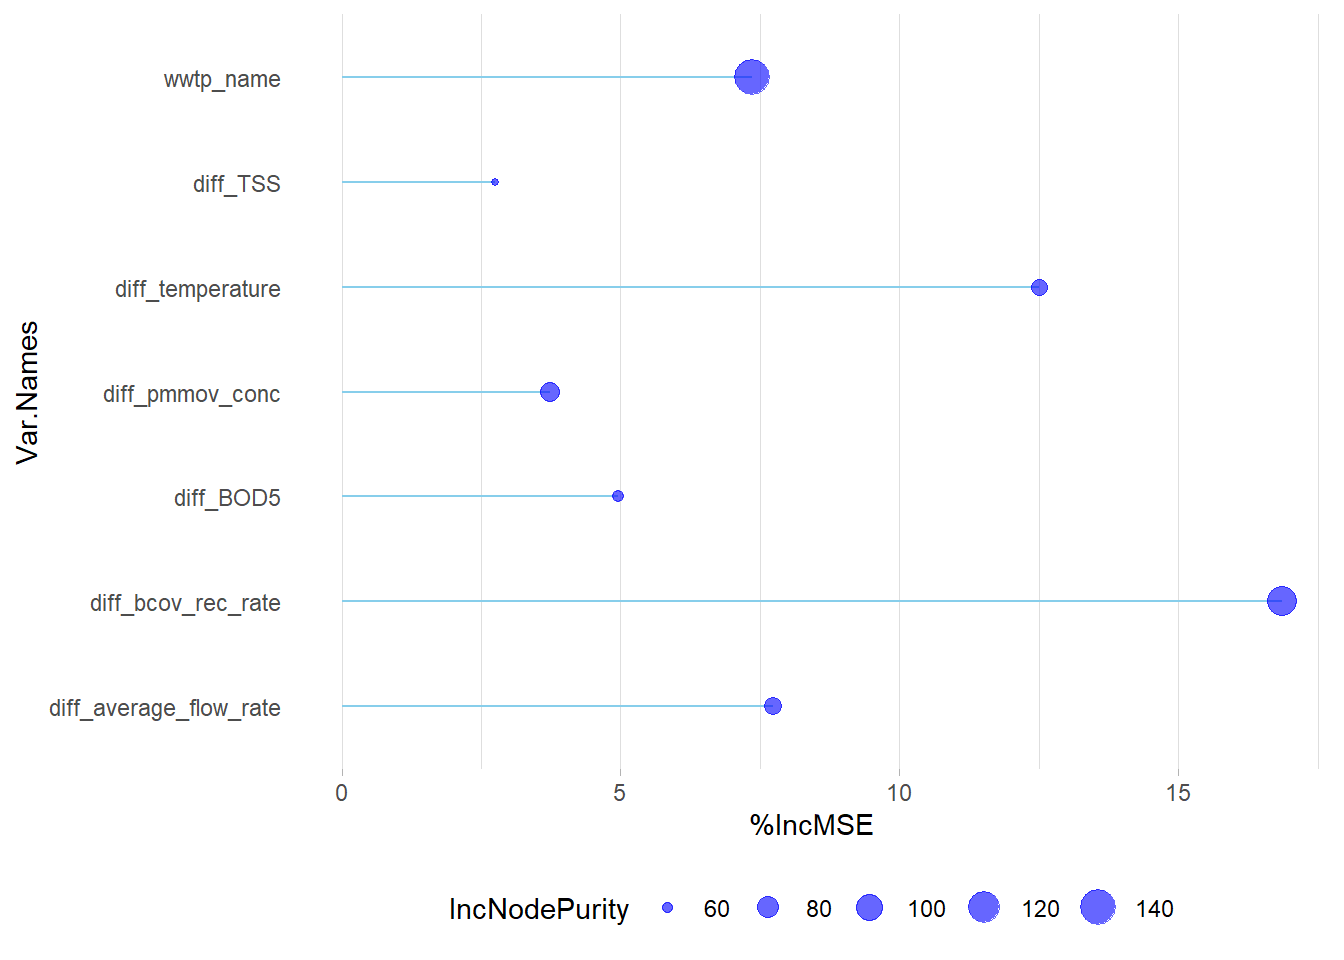 wwtp_name
diff_TSS
diff_temperature
diff_pmmov_conc
diff_BOD5
diff_bcov_rec_rate
diff_average_flow_rate
Var.Names
0 5 10 15
%IncMSE
IncNodePurity 60 80 100 120 140